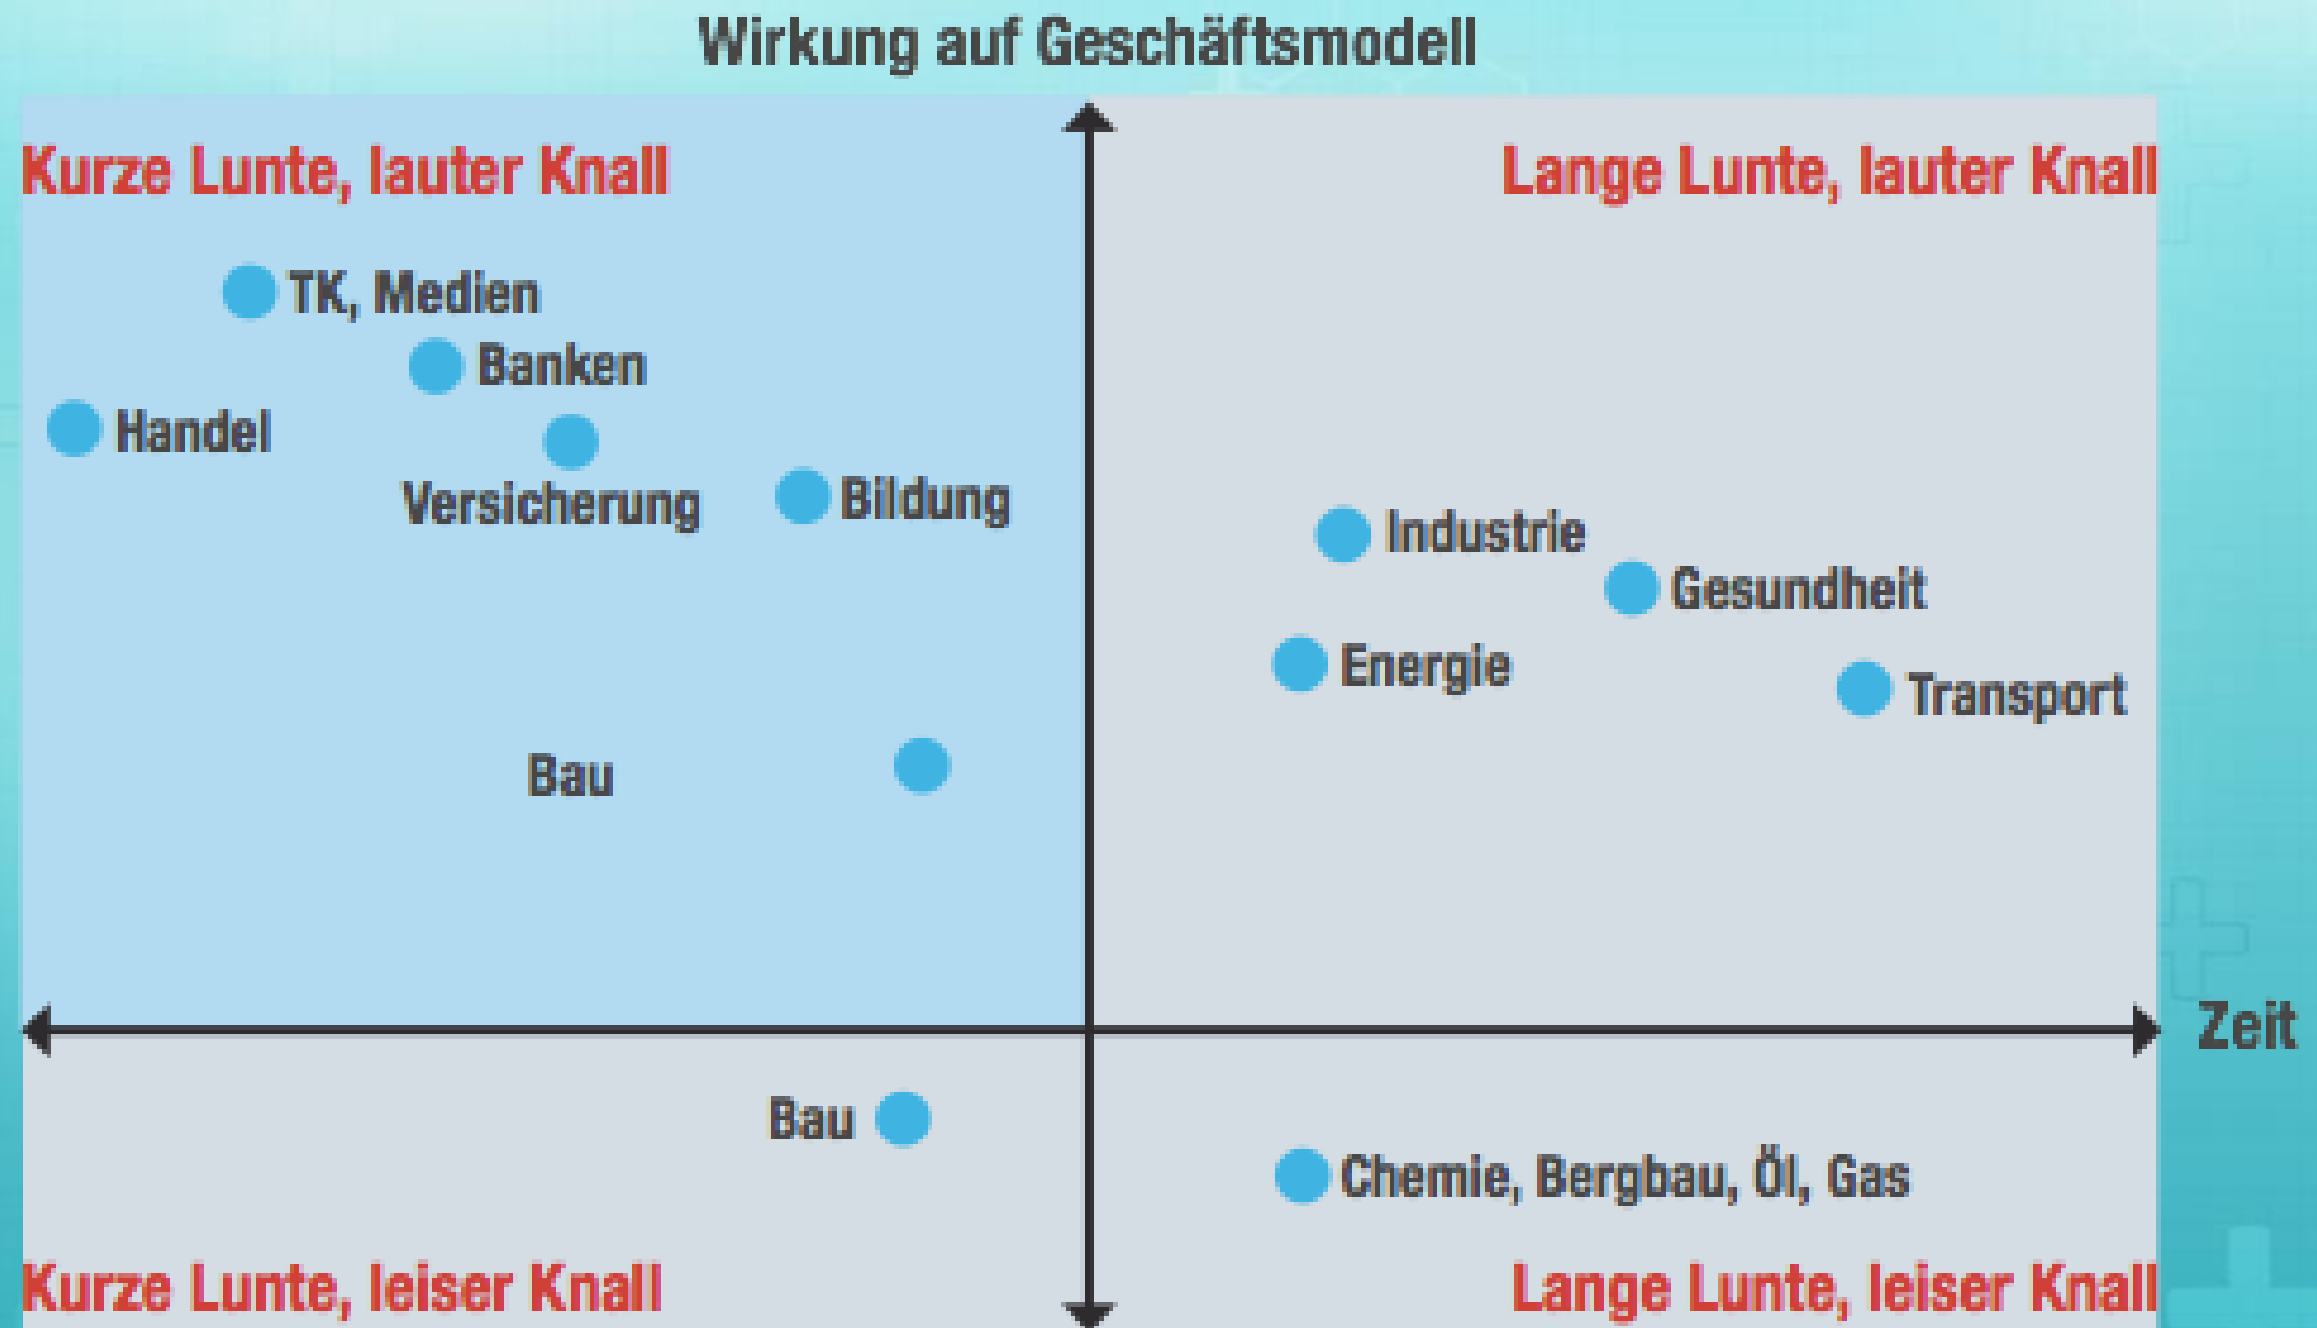 Wirkung auf Geschäftsmodell
Kurze Lunte, lauter Knall
Lange Lunte, lauter Knall
TK, Medien
Banken
Handel
Versicherung
Bildung
Industrie
Gesundheit
Energie
Transport
Bau
Zeit
Bau
Chemie, Bergbau, Öl, Gas
Kurze Lunte, leiser Knall
Lange Lunte, leiser Knall